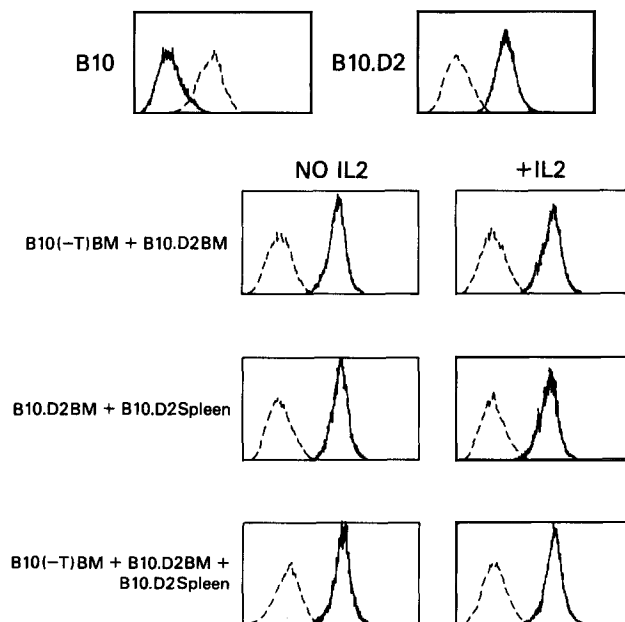 B10
B10.D2
NO IL2
+IL2
B10(-T)BM + B10.D2BM
B10.D2BM + B10.D2Spleen
B10(-T)BM + B10.D2BM +
B10.D2Spleen